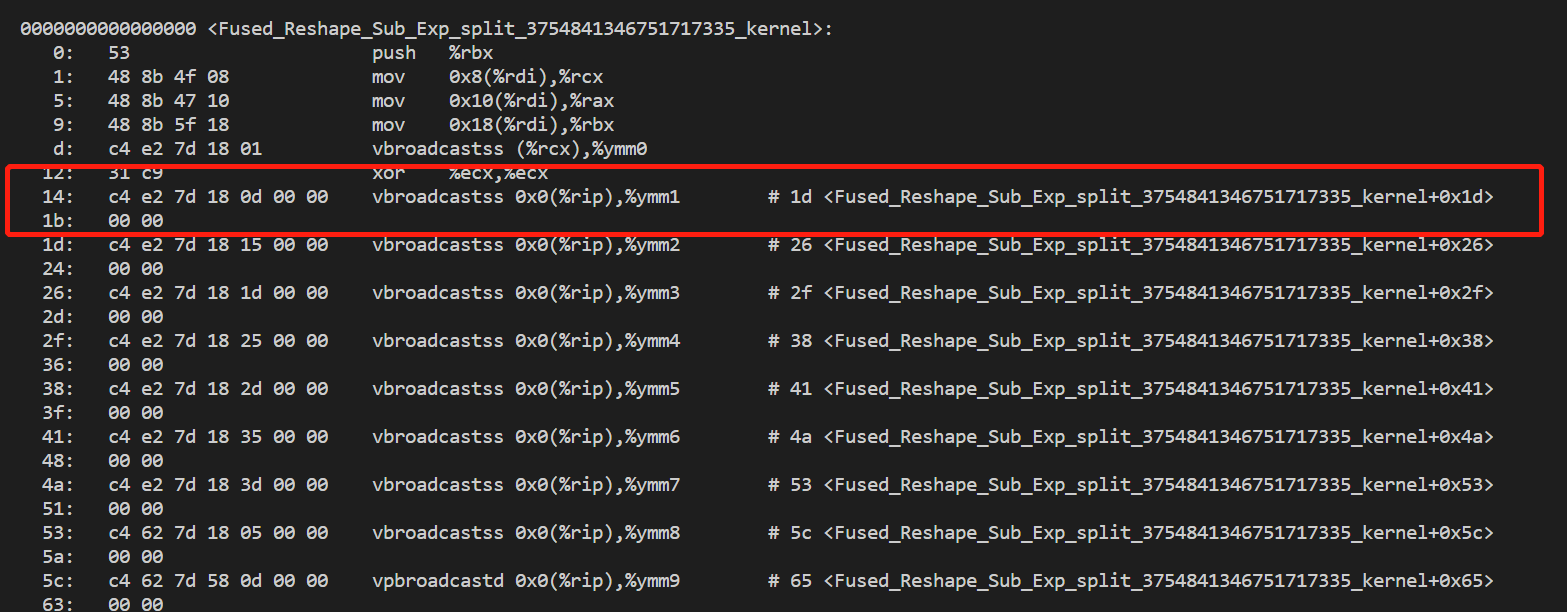 0000000000000000 <Fused_Reshape_Sub_Exp_split_3754841346751717335_kernel>:
0: 53 push %rbx
1: 48 8b 4f 08 mov 0x8(%rdi),%rcx
5: 48 8b 47 10 mov 0x10(%rdi),%rax
9: 48 8b 5f 18 mov 0x18(%rdi),%rbx
d: c4 e2 7d 18 01 vbroadcastss (%rcx),%ymm0
12: 31 c9 xor %ecx,%ecx
14: c4 e2 7d 18 0d 00 00 vbroadcastss 0x0(%rip),%ymm1 # 1d <Fused_Reshape_Sub_Exp_split_3754841346751717335_kernel+0x1d>
1b: 00 00
1d: c4 e2 7d 18 15 00 00 vbroadcastss 0x0(%rip),%ymm2 # 26 <Fused_Reshape_Sub_Exp_split_3754841346751717335_kernel+0x26>
24: 00 00
26: c4 e2 7d 18 1d 00 00 vbroadcastss 0x0(%rip),%ymm3 # 2f <Fused_Reshape_Sub_Exp_split_3754841346751717335_kernel+0x2f>
2d: 00 00
2f: c4 e2 7d 18 25 00 00 vbroadcastss 0x0(%rip),%ymm4 # 38 <Fused_Reshape_Sub_Exp_split_3754841346751717335_kernel+0x38>
36: 00 00
38: c4 e2 7d 18 2d 00 00 vbroadcastss 0x0(%rip),%ymm5 # 41 <Fused_Reshape_Sub_Exp_split_3754841346751717335_kernel+0x41>
3f: 00 00
41: c4 e2 7d 18 35 00 00 vbroadcastss 0x0(%rip),%ymm6 # 4a <Fused_Reshape_Sub_Exp_split_3754841346751717335_kernel+0x4a>
48: 00 00
4a: c4 e2 7d 18 3d 00 00 vbroadcastss 0x0(%rip),%ymm7 # 53 <Fused_Reshape_Sub_Exp_split_3754841346751717335_kernel+0x53>
51: 00 00
53: c4 62 7d 18 05 00 00 vbroadcastss 0x0(%rip),%ymm8 # 5c <Fused_Reshape_Sub_Exp_split_3754841346751717335_kernel+0x5c>
5a: 00 00
5c: c4 62 7d 58 0d 00 00 vpbroadcastd 0x0(%rip),%ymm9 # 65 <Fused_Reshape_Sub_Exp_split_3754841346751717335_kernel+0x65>
63: 00 00